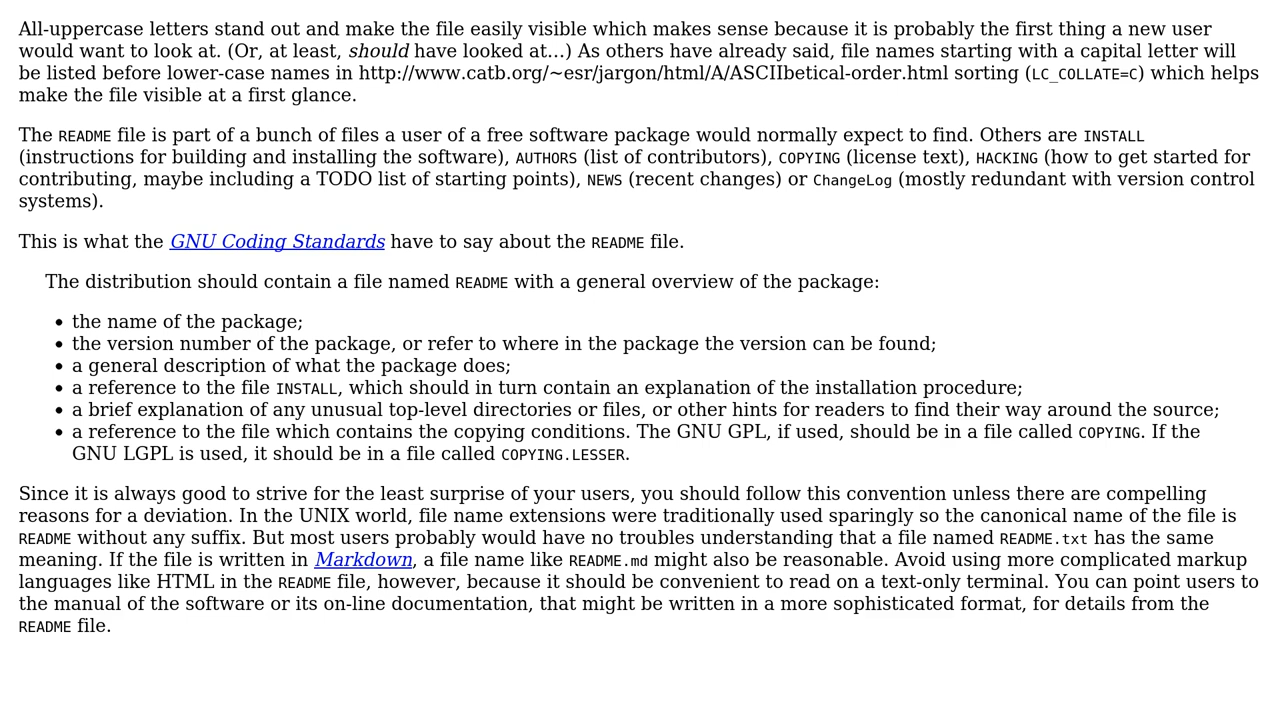 All-uppercase letters stand out and make the file easily visible which makes sense because it is probably the first thing a new user
would want to look at. (Or, at least, should have looked at…) As others have already said, file names starting with a capital letter will
be listed before lower-case names in http://www.catb.org/~esr/jargon/html/A/ASCIIbetical-order.html sorting (LC_COLLATE=C) which helps
make the file visible at a first glance.
The README file is part of a bunch of files a user of a free software package would normally expect to find. Others are INSTALL
(instructions for building and installing the software), AUTHORS (list of contributors), COPYING (license text), HACKING (how to get started for
contributing, maybe including a TODO list of starting points), NEWS (recent changes) or ChangeLog (mostly redundant with version control
systems).
This is what the GNU Coding Standards have to say about the README file.
The distribution should contain a file named README with a general overview of the package:
• the name of the package;
• the version number of the package, or refer to where in the package the version can be found;
• a general description of what the package does;
• a reference to the file INSTALL, which should in turn contain an explanation of the installation procedure;
• a brief explanation of any unusual top-level directories or files, or other hints for readers to find their way around the source;
• a reference to the file which contains the copying conditions. The GNU GPL, if used, should be in a file called COPYING. If the
GNU LGPL is used, it should be in a file called COPYING.LESSER.
Since it is always good to strive for the least surprise of your users, you should follow this convention unless there are compelling
reasons for a deviation. In the UNIX world, file name extensions were traditionally used sparingly so the canonical name of the file is
README without any suffix. But most users probably would have no troubles understanding that a file named README.txt has the same
meaning. If the file is written in Markdown, a file name like README.md might also be reasonable. Avoid using more complicated markup
languages like HTML in the README file, however, because it should be convenient to read on a text-only terminal. You can point users to
the manual of the software or its on-line documentation, that might be written in a more sophisticated format, for details from the
README file.